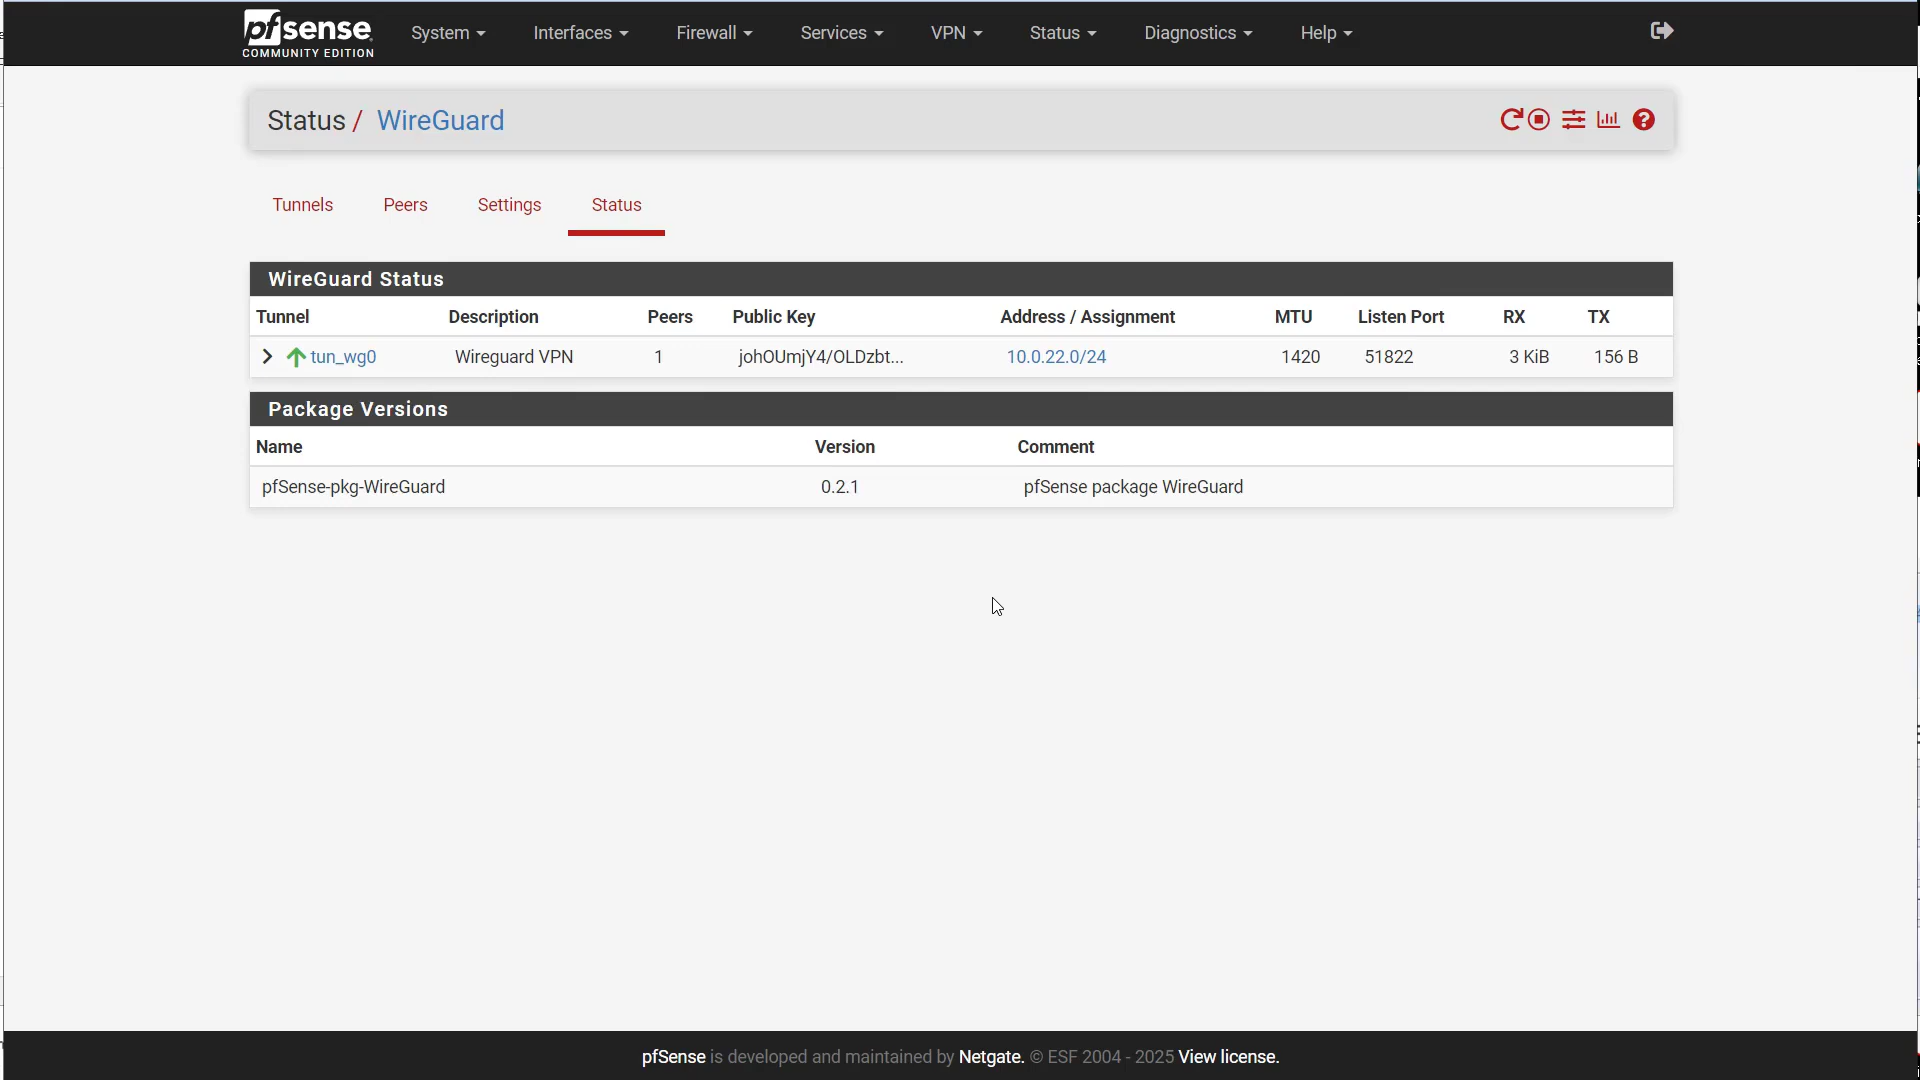 pfsense
COMMUNITY EDITION
System
Interfaces
Firewall
Services
VPN
Status
Diagnostics
Help
Status / WireGuard
Tunnels
Peers
Settings
Status
WireGuard Status
Tunnel Description Peers Public Key Address / Assignment MTU Listen Port RX TX
tun_wg0 Wireguard VPN 1 johOUmjY4/OLDzbt... 10.0.22.0/24 1420 51822 3 KiB 156 B
Package Versions
Name Version Comment
pfSense-pkg-WireGuard 0.2.1 pfSense package WireGuard
pfSense is developed and maintained by Netgate. © ESF 2004 - 2025 View license.